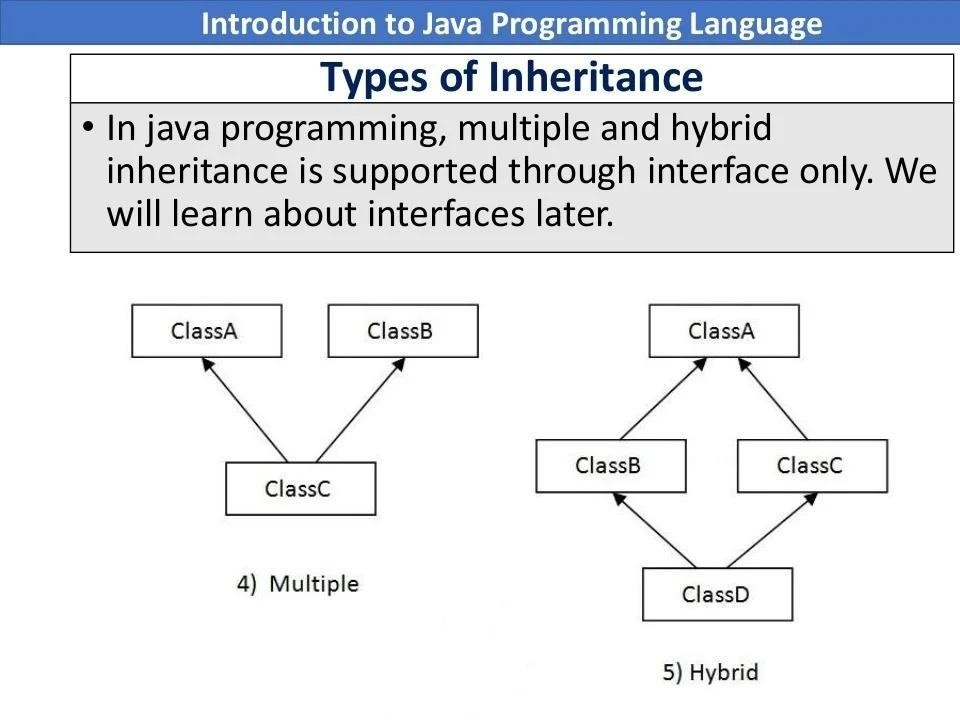 Introduction to Java Programming Language
Types of Inheritance
• In java programming, multiple and hybrid
inheritance is supported through interface only. We
will learn about interfaces later.
ClassA
ClassB
ClassC
4) Multiple
ClassA
ClassB
ClassC
ClassD
5) Hybrid